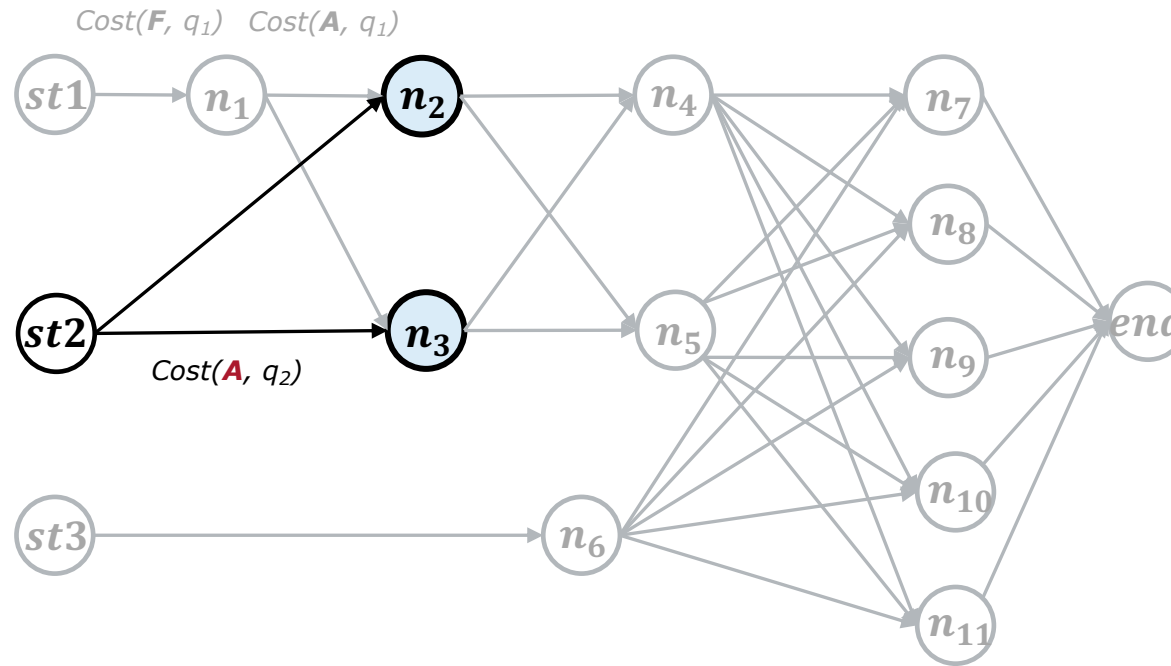 Cost(F, q₁) Cost(A, q₁)
st1 n₁ n₂ n₄ n₇
n₈
st2 n₃ n₅ n₉ end
Cost(A, q₂)
n₁₀
st3 n₆
n₁₁